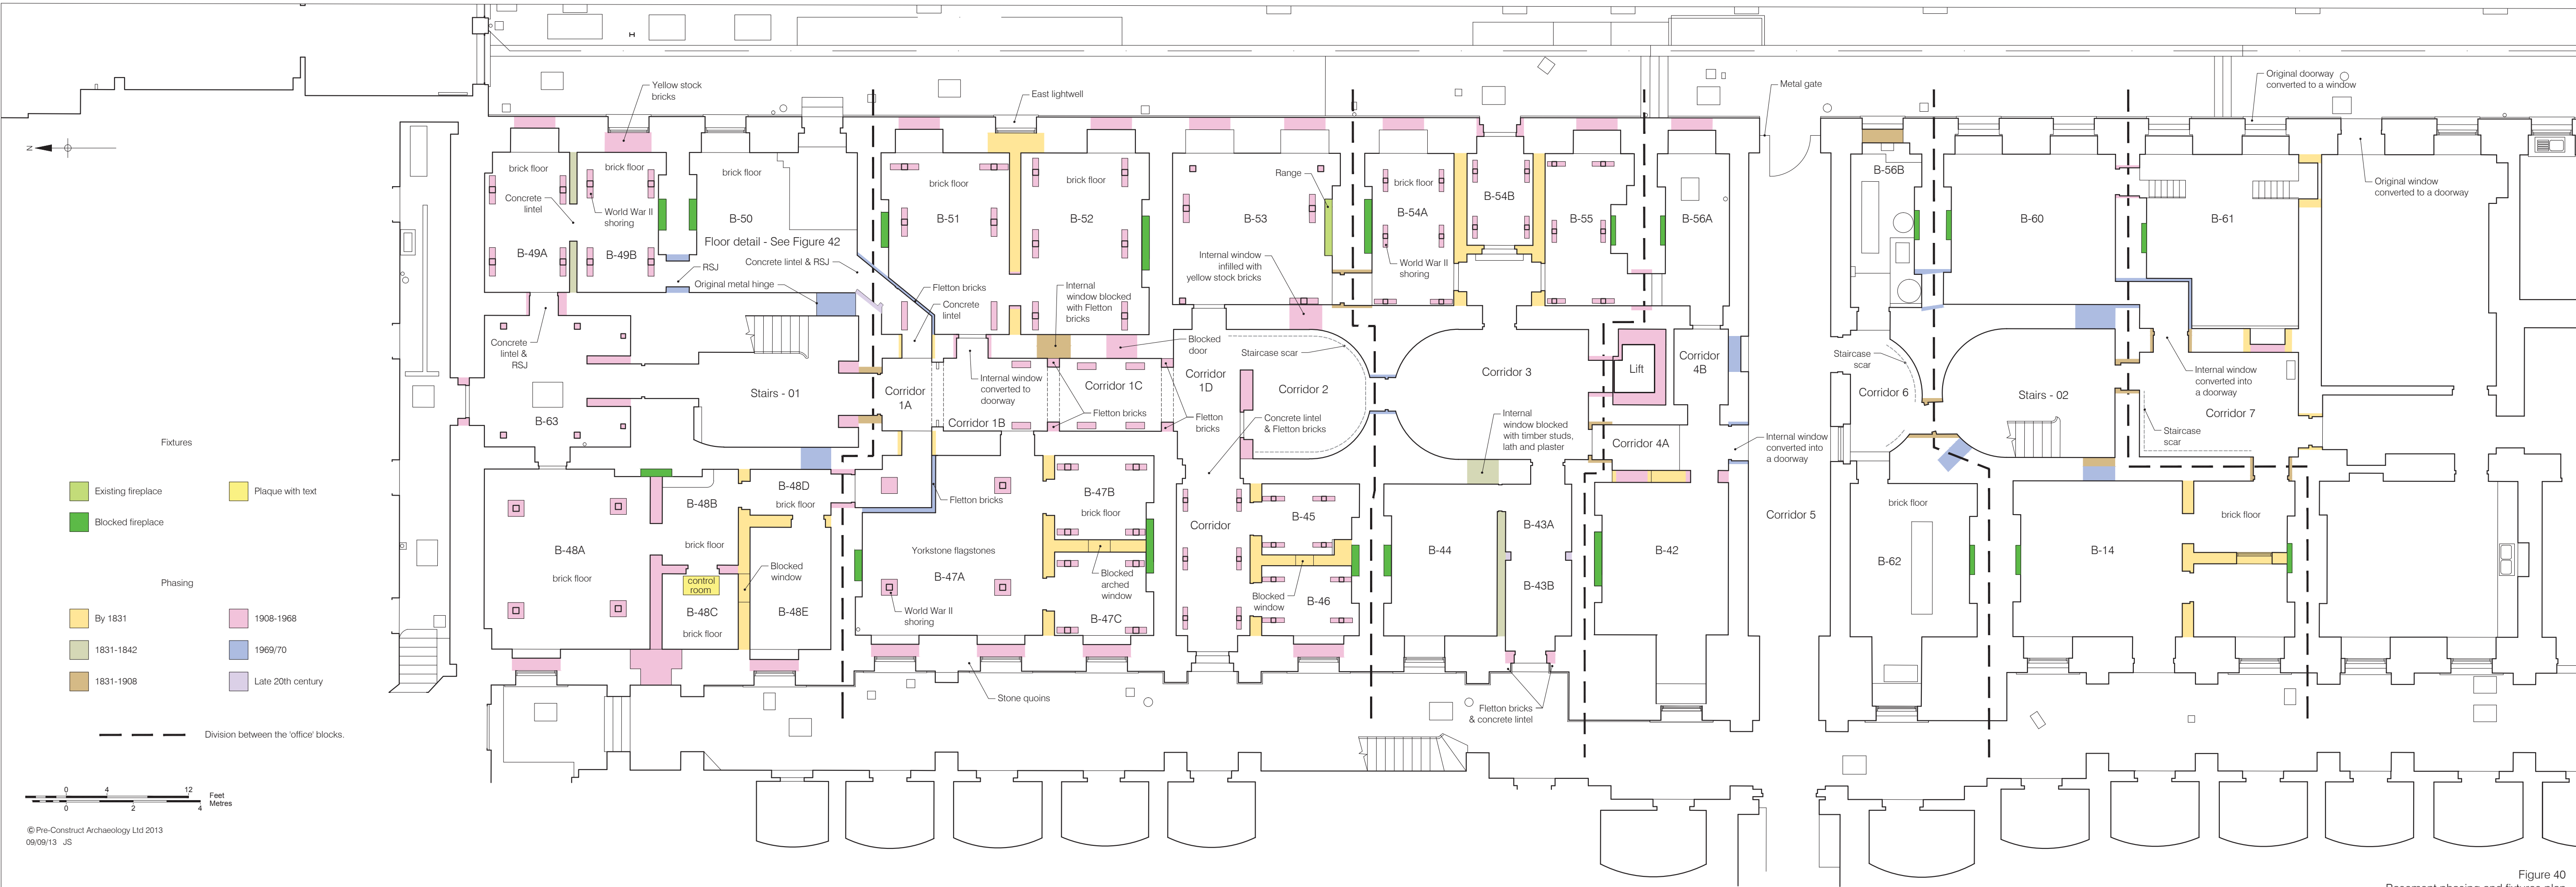 Yellow stock
bricks
East lightwell
Metal gate
Original doorway
converted to a window
N
brick floor
brick floor
brick floor
brick floor
brick floor
brick floor
Concrete
lintel
World War II
shoring
B-49A
B-49B
B-50
Floor detail - See Figure 42
RSJ
Concrete lintel & RSJ
Original metal hinge
B-51
B-52
B-53
Range
Internal window
infilled with
yellow stock bricks
B-54A
World War II
shoring
B-54B
B-55
B-56A
B-56B
B-60
B-61
Original window
converted to a doorway
Fletton bricks
Concrete
lintel
Internal
window blocked
with Fletton
bricks
Blocked
door
Concrete
lintel &
RSJ
B-63
Stairs - 01
Corridor
1A
Corridor 1B
Internal window
converted to
doorway
Corridor 1C
Fletton bricks
Corridor
1D
Fletton
bricks
Staircase scar
Corridor 2
Concrete lintel
& Fletton bricks
Corridor 3
Internal
window blocked
with timber studs,
lath and plaster
Lift
Corridor
4B
Corridor 4A
Internal window
converted into
a doorway
Staircase
scar
Corridor 6
Stairs - 02
Internal window
converted into
a doorway
Corridor 7
Staircase
scar
Fixtures
Existing fireplace
Plaque with text
Blocked fireplace
Phasing
By 1831
1908-1968
1831-1842
1969/70
1831-1908
Late 20th century
Division between the 'office' blocks.
B-48A
brick floor
B-48B
brick floor
control
room
B-48C
brick floor
B-48D
brick floor
Blocked
window
B-48E
Fletton bricks
Yorkstone flagstones
B-47A
World War II
shoring
B-47B
brick floor
Blocked
arched
window
B-47C
Corridor
B-45
Blocked
window
B-46
B-44
B-43A
B-43B
B-42
Corridor 5
brick floor
B-62
B-14
brick floor
Stone quoins
Fletton bricks
& concrete lintel
0 4 12
Feet
Metres
0 2 4
© Pre-Construct Archaeology Ltd 2013
09/09/13 JS
Figure 40
Basement phasing and fixtures plan